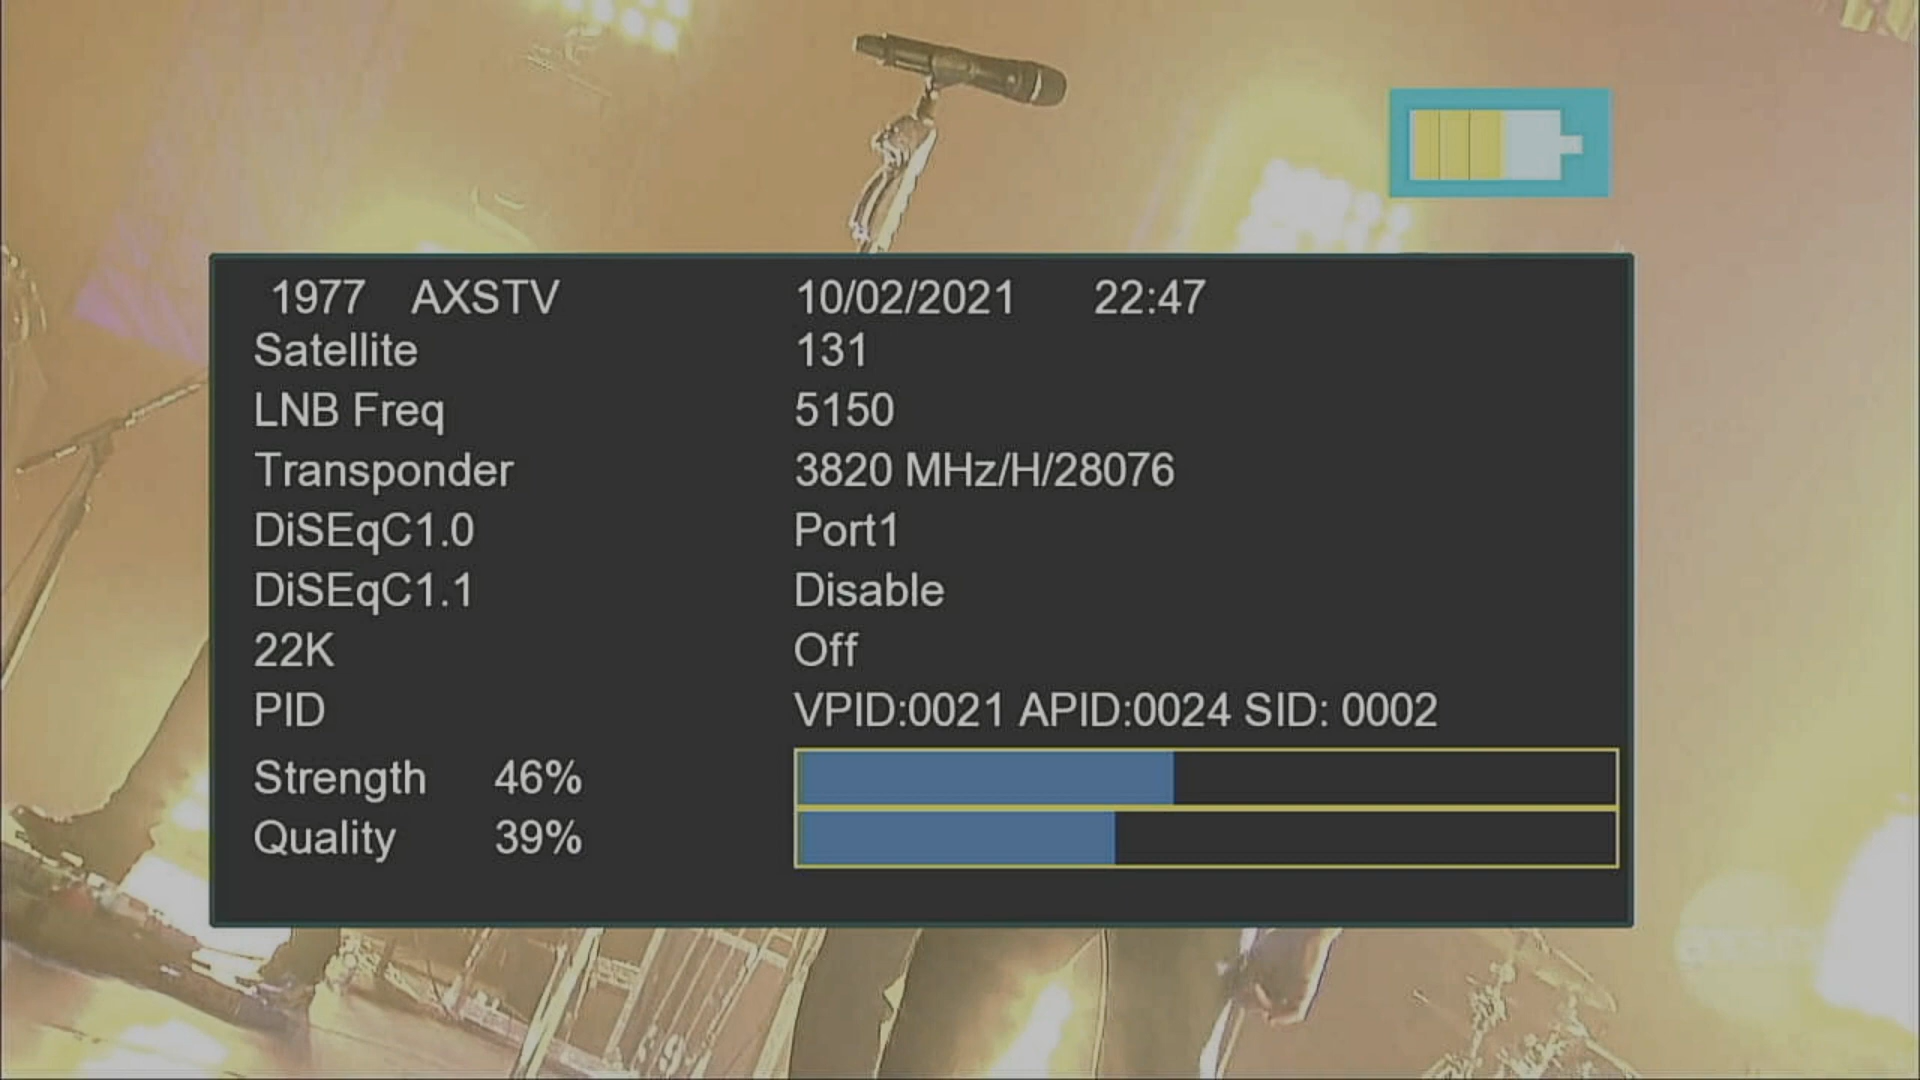 1977 AXSTV 10/02/2021 22:47
Satellite 131
LNB Freq 5150
Transponder 3820 MHz/H/28076
DiSEqC1.0 Port1
DiSEqC1.1 Disable
22K Off
PID VPID:0021 APID:0024 SID: 0002
Strength 46%
Quality 39%